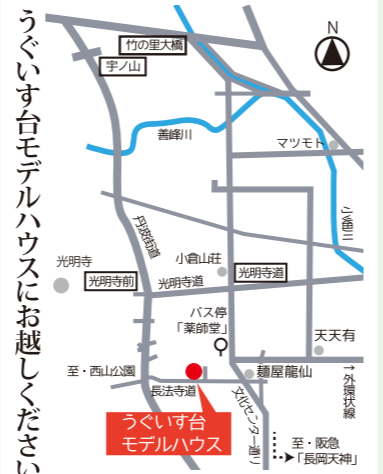 うぐいす台モデルハウスにお越しください
N
竹の里大橋
宇ノ山
善峰川
マツモト
小畑川
丹波街道
光明寺
小倉山荘
光明寺前
光明寺道
光明寺道
バス停
「薬師堂」
天天有
至・西山公園
麺屋龍仙
長法寺道
↑外環状線
うぐいす台
モデルハウス
文化センター通り
至・阪急
「長岡天神」